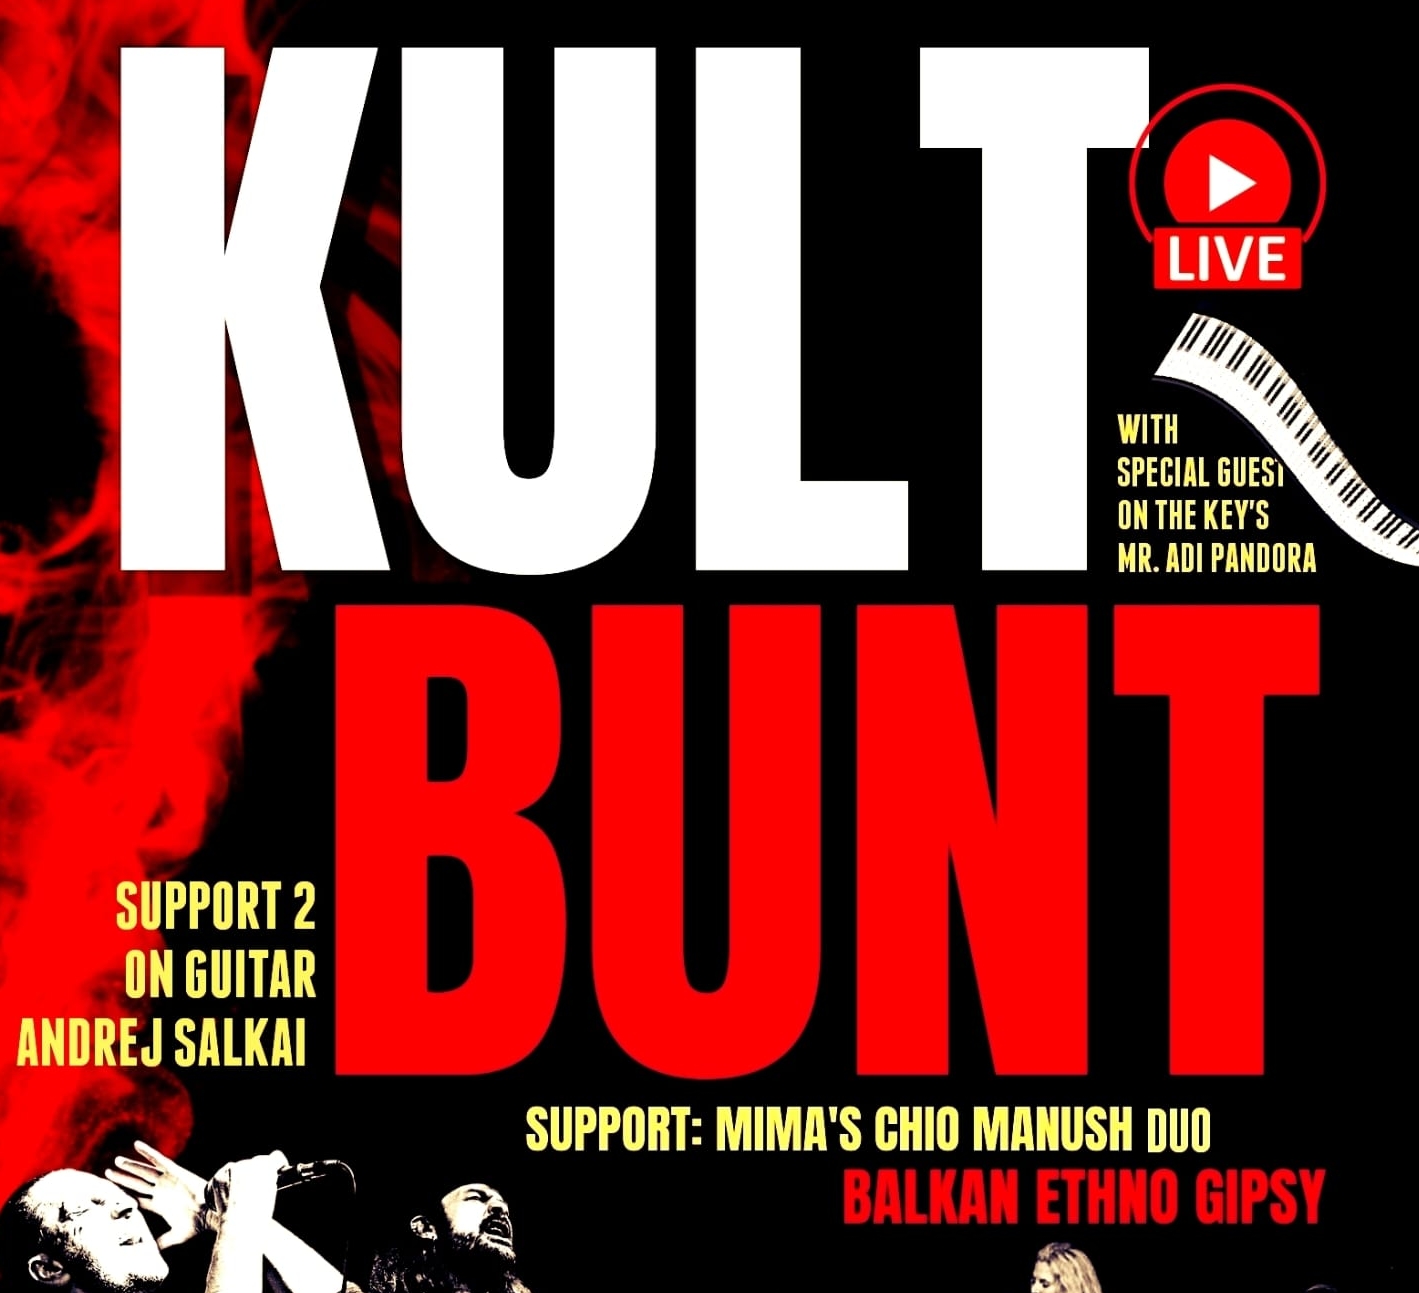 KULT
LIVE
WITH
SPECIAL GUEST
ON THE KEY'S
MR. ADI PANDORA
BUNT
SUPPORT 2
ON GUITAR
ANDREJ SALKAI
SUPPORT: MIMA'S CHIO MANUSH DUO
BALKAN ETHNO GIPSY